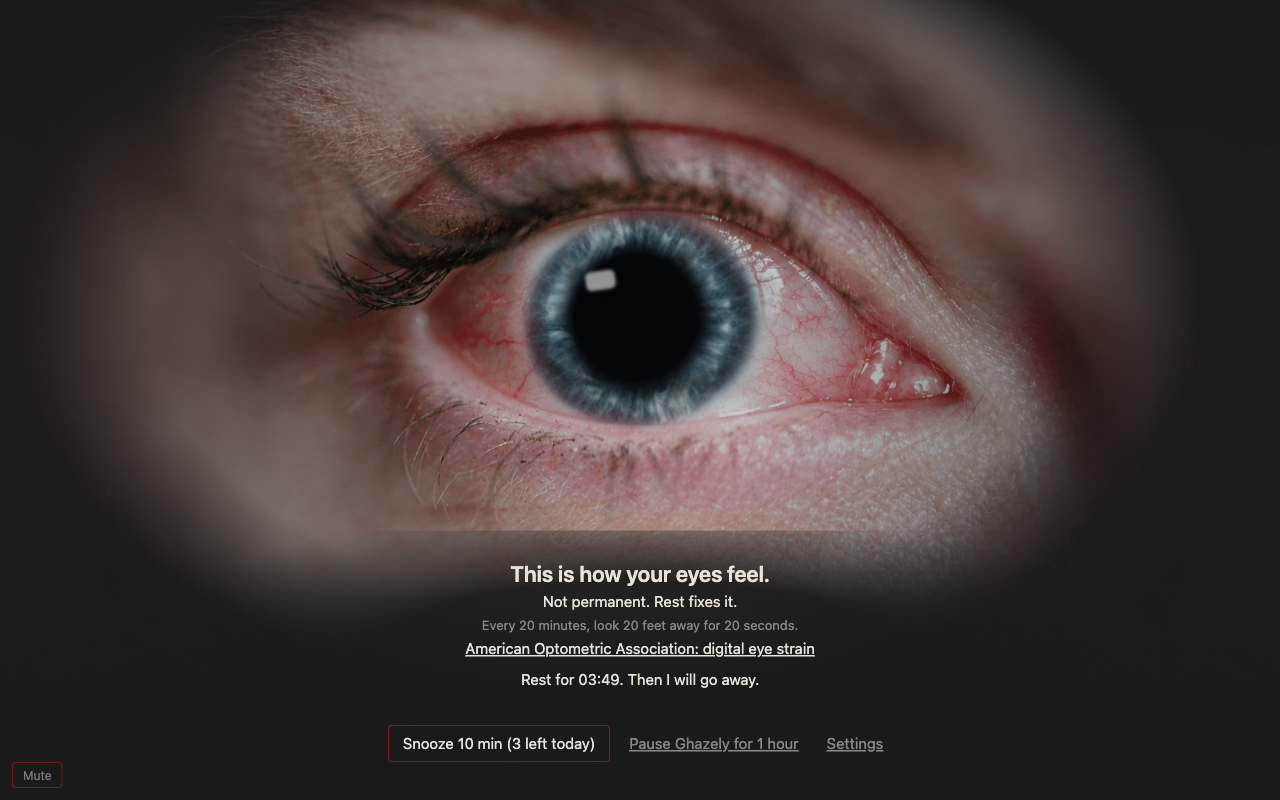 This is how your eyes feel.
Not permanent. Rest fixes it.
Every 20 minutes, look 20 feet away for 20 seconds.
American Optometric Association: digital eye strain
Rest for 03:49. Then I will go away.
Snooze 10 min (3 left today)
Pause Ghazely for 1 hour
Settings
Mute